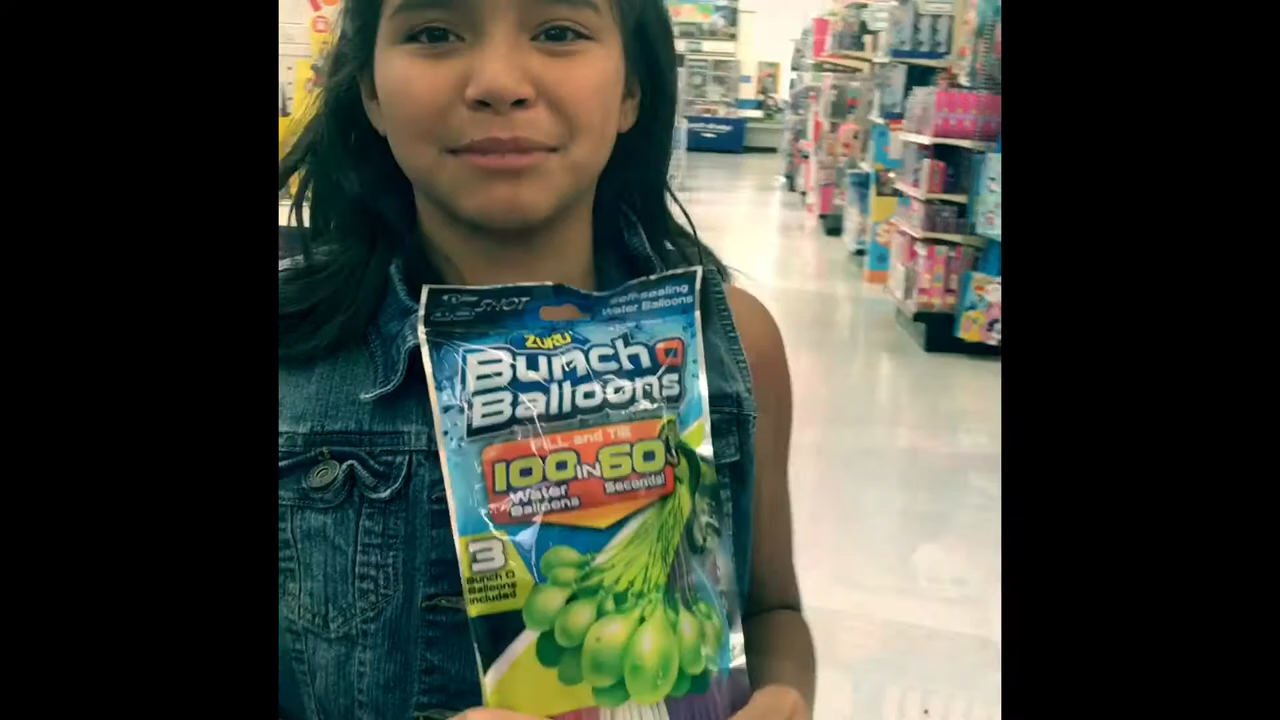 SHOT
self-sealing
Water Balloons
ZURU
Bunch O
Balloons
FILL and TIE
100 IN 60
Water Seconds!
Balloons
3
Bunch O
Balloons
included